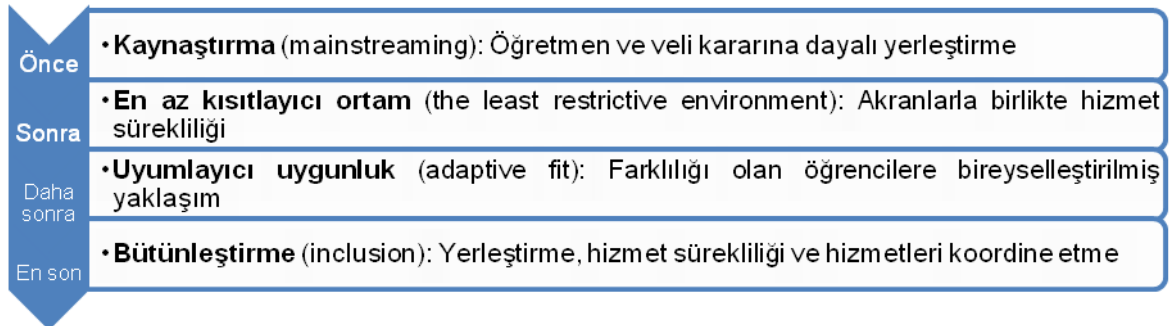 Önce
•Kaynaştırma (mainstreaming): Öğretmen ve veli kararına dayalı yerleştirme
Sonra
•En az kısıtlayıcı ortam (the least restrictive environment): Akranlarla birlikte hizmet
sürekliliği
Daha
sonra
•Uyumlayıcı uygunluk (adaptive fit): Farklılığı olan öğrencilere bireyselleştirilmiş
yaklaşım
En son
•Bütünleştirme (inclusion): Yerleştirme, hizmet sürekliliği ve hizmetleri koordine etme